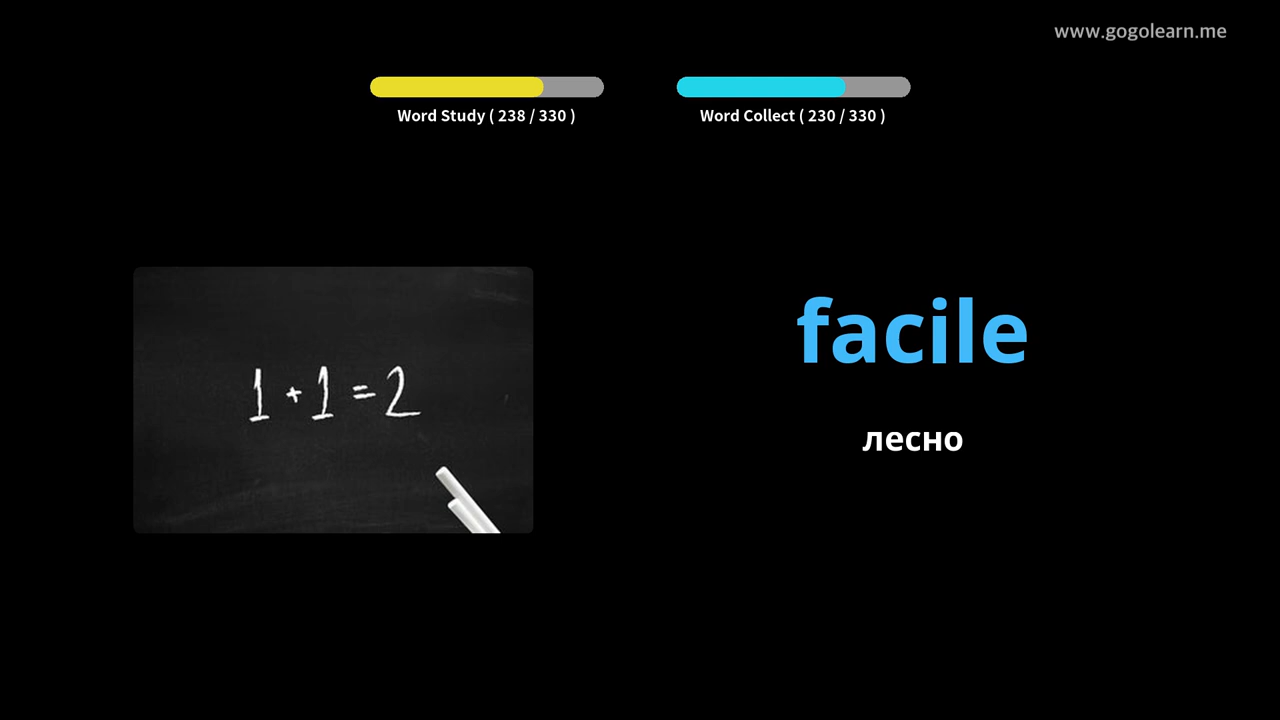 www.gogolearn.me
Word Study ( 238 / 330 )
Word Collect ( 230 / 330 )
facile
1 + 1 = 2
лесно